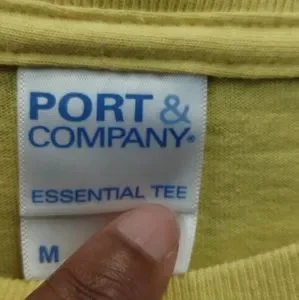 PORT &
COMPANY®
ESSENTIAL TEE
M